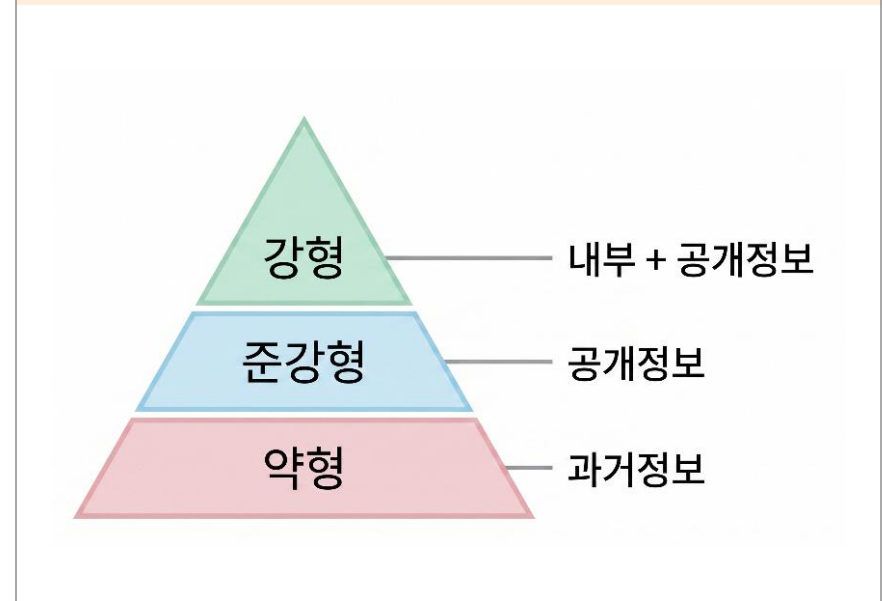 강형
내부 + 공개정보
준강형
공개정보
약형
과거정보